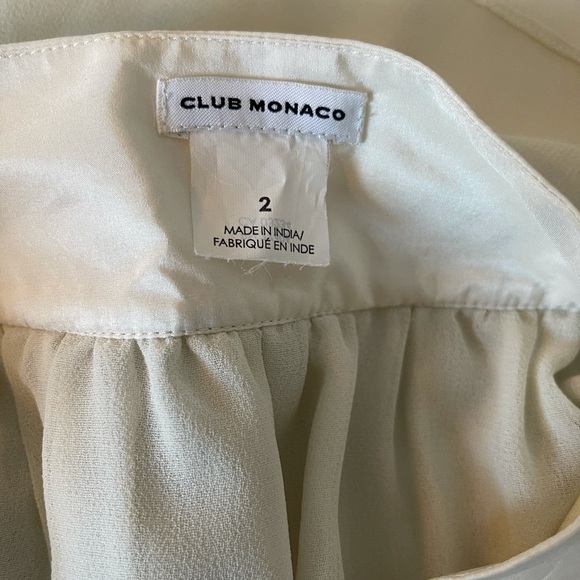 CLUB MONACO
2
MADE IN INDIA/
FABRIQUÉ EN INDE